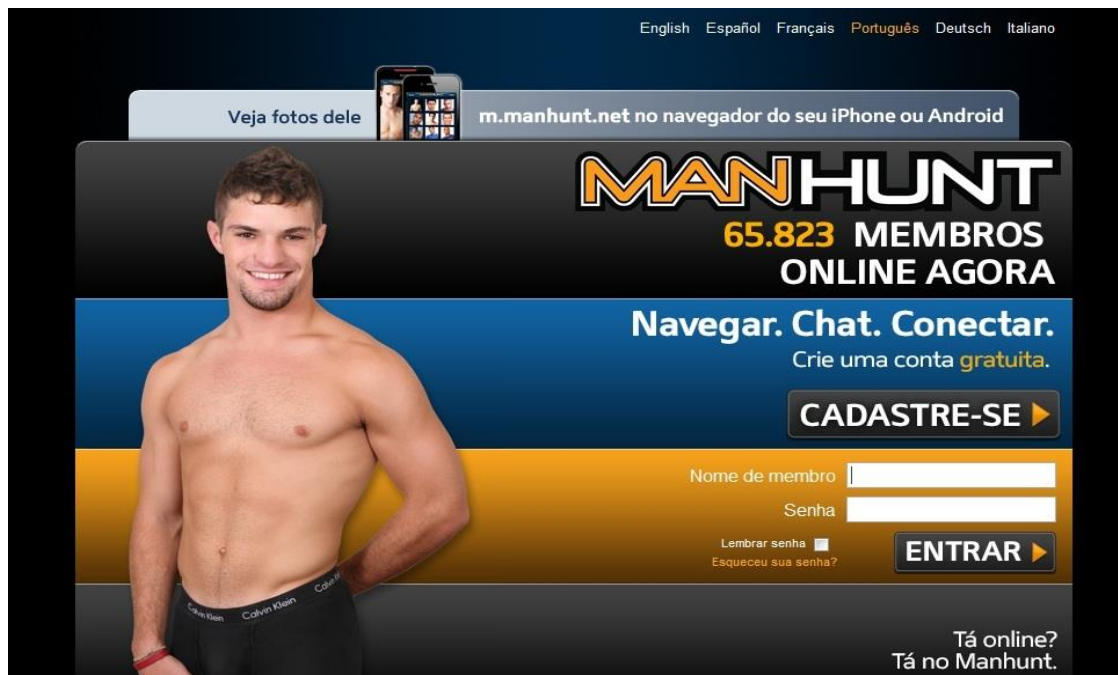 English Español Français Português Deutsch Italiano
Veja fotos dele
m.manhunt.net no navegador do seu iPhone ou Android
MANHUNT
65.823 MEMBROS
ONLINE AGORA
Navegar. Chat. Conectar.
Crie uma conta gratuita.
CADASTRE-SE
Nome de membro
Senha
Lembrar senha
Esqueceu sua senha?
ENTRAR
Calvin Klein Calvin Klein
Tá online?
Tá no Manhunt.